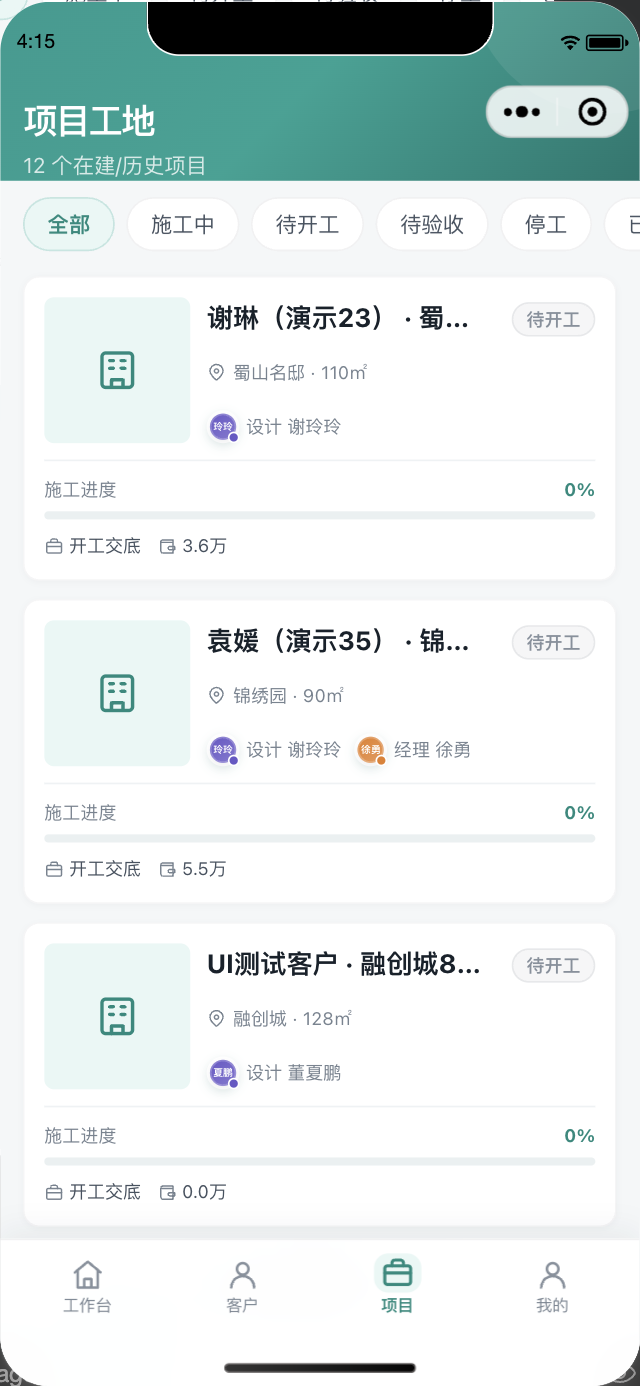 4:15
项目工地
12 个在建/历史项目
全部 施工中 待开工 待验收 停工
谢琳（演示23） · 蜀... 待开工
蜀山名邸 · 110㎡
玲玲 设计 谢玲玲
施工进度 0%
开工交底 3.6万
袁媛（演示35） · 锦... 待开工
锦绣园 · 90㎡
玲玲 设计 谢玲玲 徐勇 经理 徐勇
施工进度 0%
开工交底 5.5万
UI测试客户 · 融创城8... 待开工
融创城 · 128㎡
夏鹏 设计 董夏鹏
施工进度 0%
开工交底 0.0万
工作台 客户 项目 我的